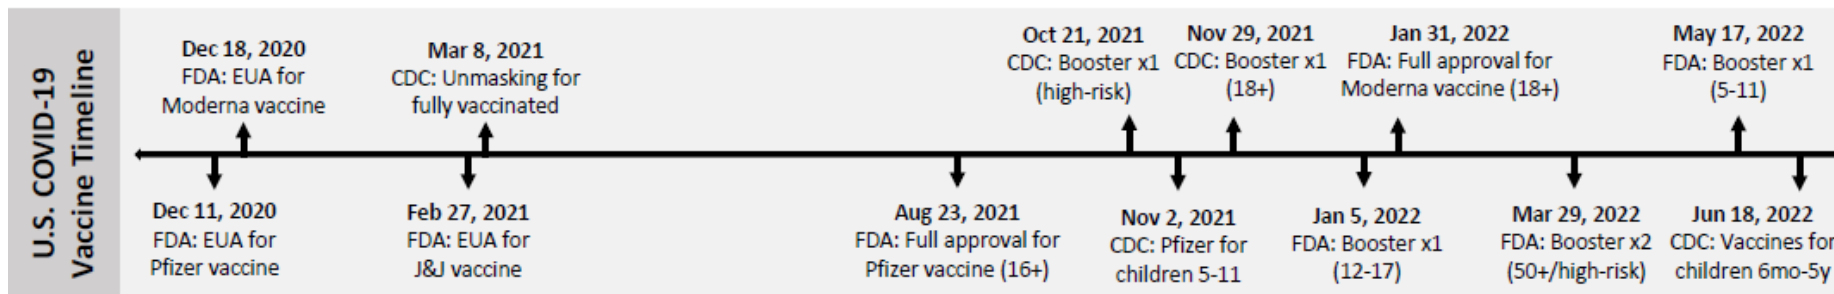 U.S. COVID-19
Vaccine Timeline
Dec 18, 2020
FDA: EUA for
Moderna vaccine
Mar 8, 2021
CDC: Unmasking for
fully vaccinated
Oct 21, 2021
CDC: Booster x1
(high-risk)
Nov 29, 2021
CDC: Booster x1
(18+)
Jan 31, 2022
FDA: Full approval for
Moderna vaccine (18+)
May 17, 2022
FDA: Booster x1
(5-11)
Dec 11, 2020
FDA: EUA for
Pfizer vaccine
Feb 27, 2021
FDA: EUA for
J&J vaccine
Aug 23, 2021
FDA: Full approval for
Pfizer vaccine (16+)
Nov 2, 2021
CDC: Pfizer for
children 5-11
Jan 5, 2022
FDA: Booster x1
(12-17)
Mar 29, 2022
FDA: Booster x2
(50+/high-risk)
Jun 18, 2022
CDC: Vaccines for
children 6mo-5y